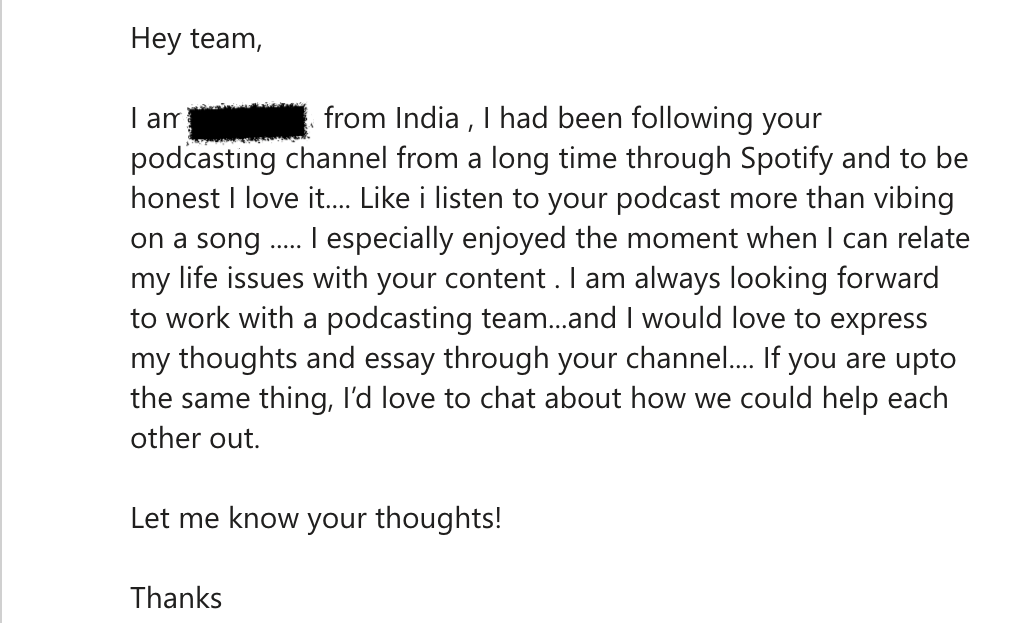 Hey team,
I am from India , I had been following your
podcasting channel from a long time through Spotify and to be
honest I love it.... Like i listen to your podcast more than vibing
on a song ..... I especially enjoyed the moment when I can relate
my life issues with your content . I am always looking forward
to work with a podcasting team...and I would love to express
my thoughts and essay through your channel.... If you are upto
the same thing, I’d love to chat about how we could help each
other out.
Let me know your thoughts!
Thanks